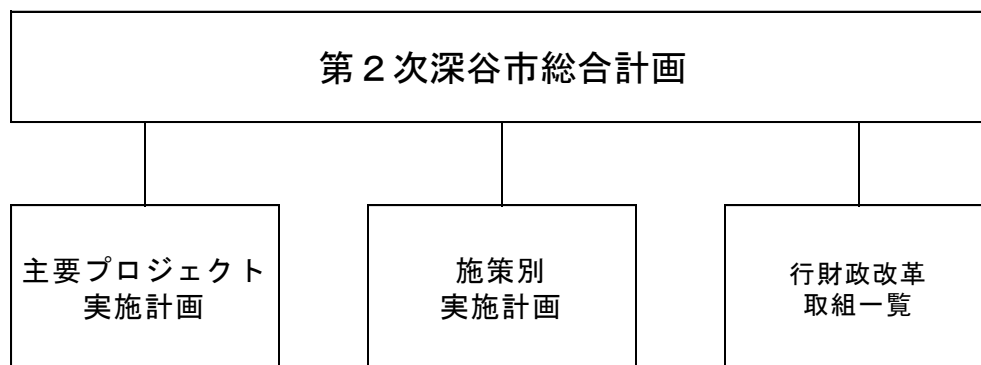 第２次深谷市総合計画
主要プロジェクト
実施計画
施策別
実施計画
行財政改革
取組一覧